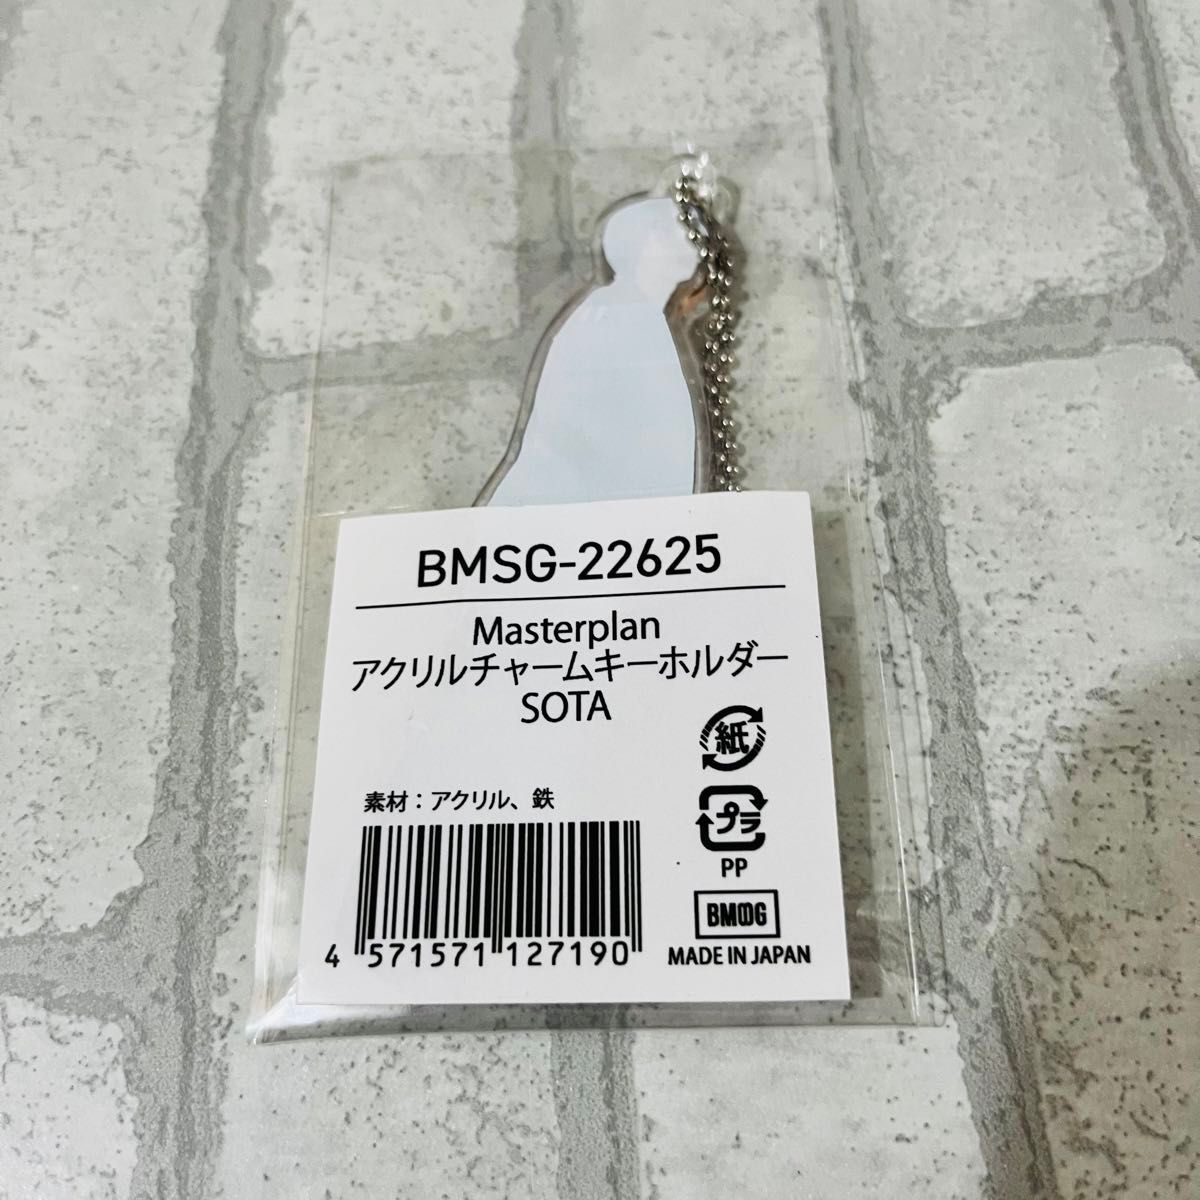 BMSG-22625
Masterplan
アクリルチャームキーホルダー
SOTA
紙
素材：アクリル、鉄
プラ
PP
BMSG
4 571571 127190
MADE IN JAPAN